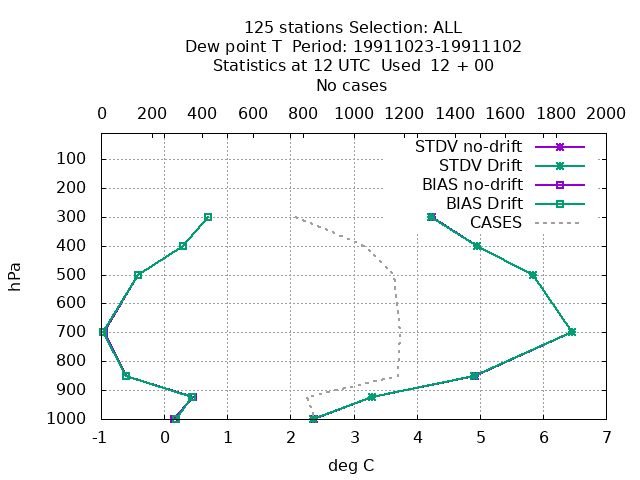 125 stations Selection: ALL
Dew point T  Period: 19911023-19911102
Statistics at 12 UTC  Used  12 + 00
No cases
0 200 400 600 800 1000 1200 1400 1600 1800 2000
STDV no-drift
STDV Drift
BIAS no-drift
BIAS Drift
CASES
100
200
300
400
500
600
700
800
900
1000
hPa
-1 0 1 2 3 4 5 6 7
deg C